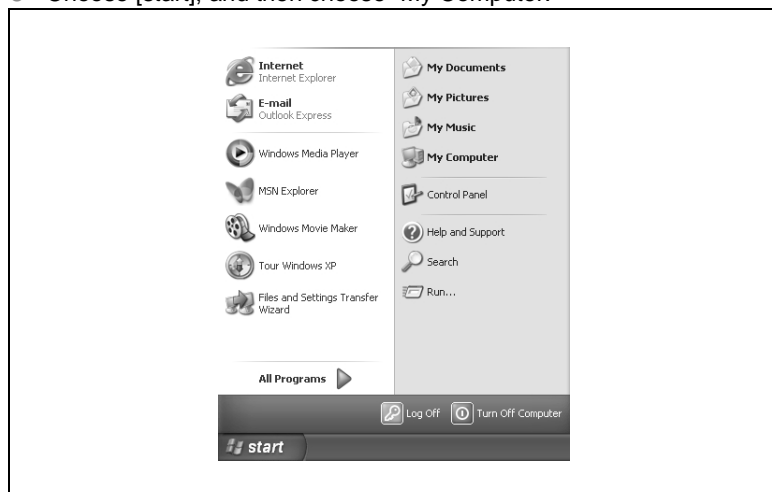 Choose [start], and then choose "My Computer."
Internet
Internet Explorer
E-mail
Outlook Express
Windows Media Player
MSN Explorer
Windows Movie Maker
Tour Windows XP
Files and Settings Transfer
Wizard
All Programs
My Documents
My Pictures
My Music
My Computer
Control Panel
Help and Support
Search
Run...
Log Off
Turn Off Computer
start